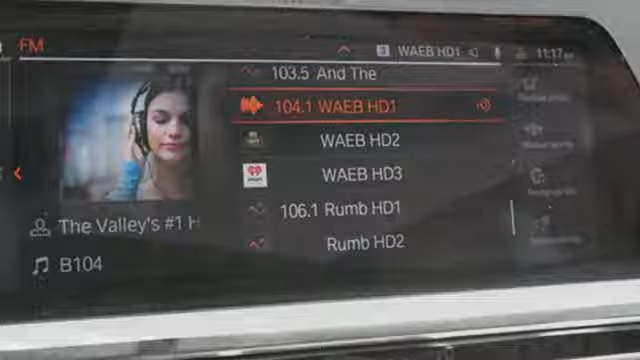 FM
3 WAEB HD1 11:17
103.5 And The
104.1 WAEB HD1
WAEB HD2
WAEB HD3
106.1 Rumb HD1
Rumb HD2
The Valley's #1 H
B104